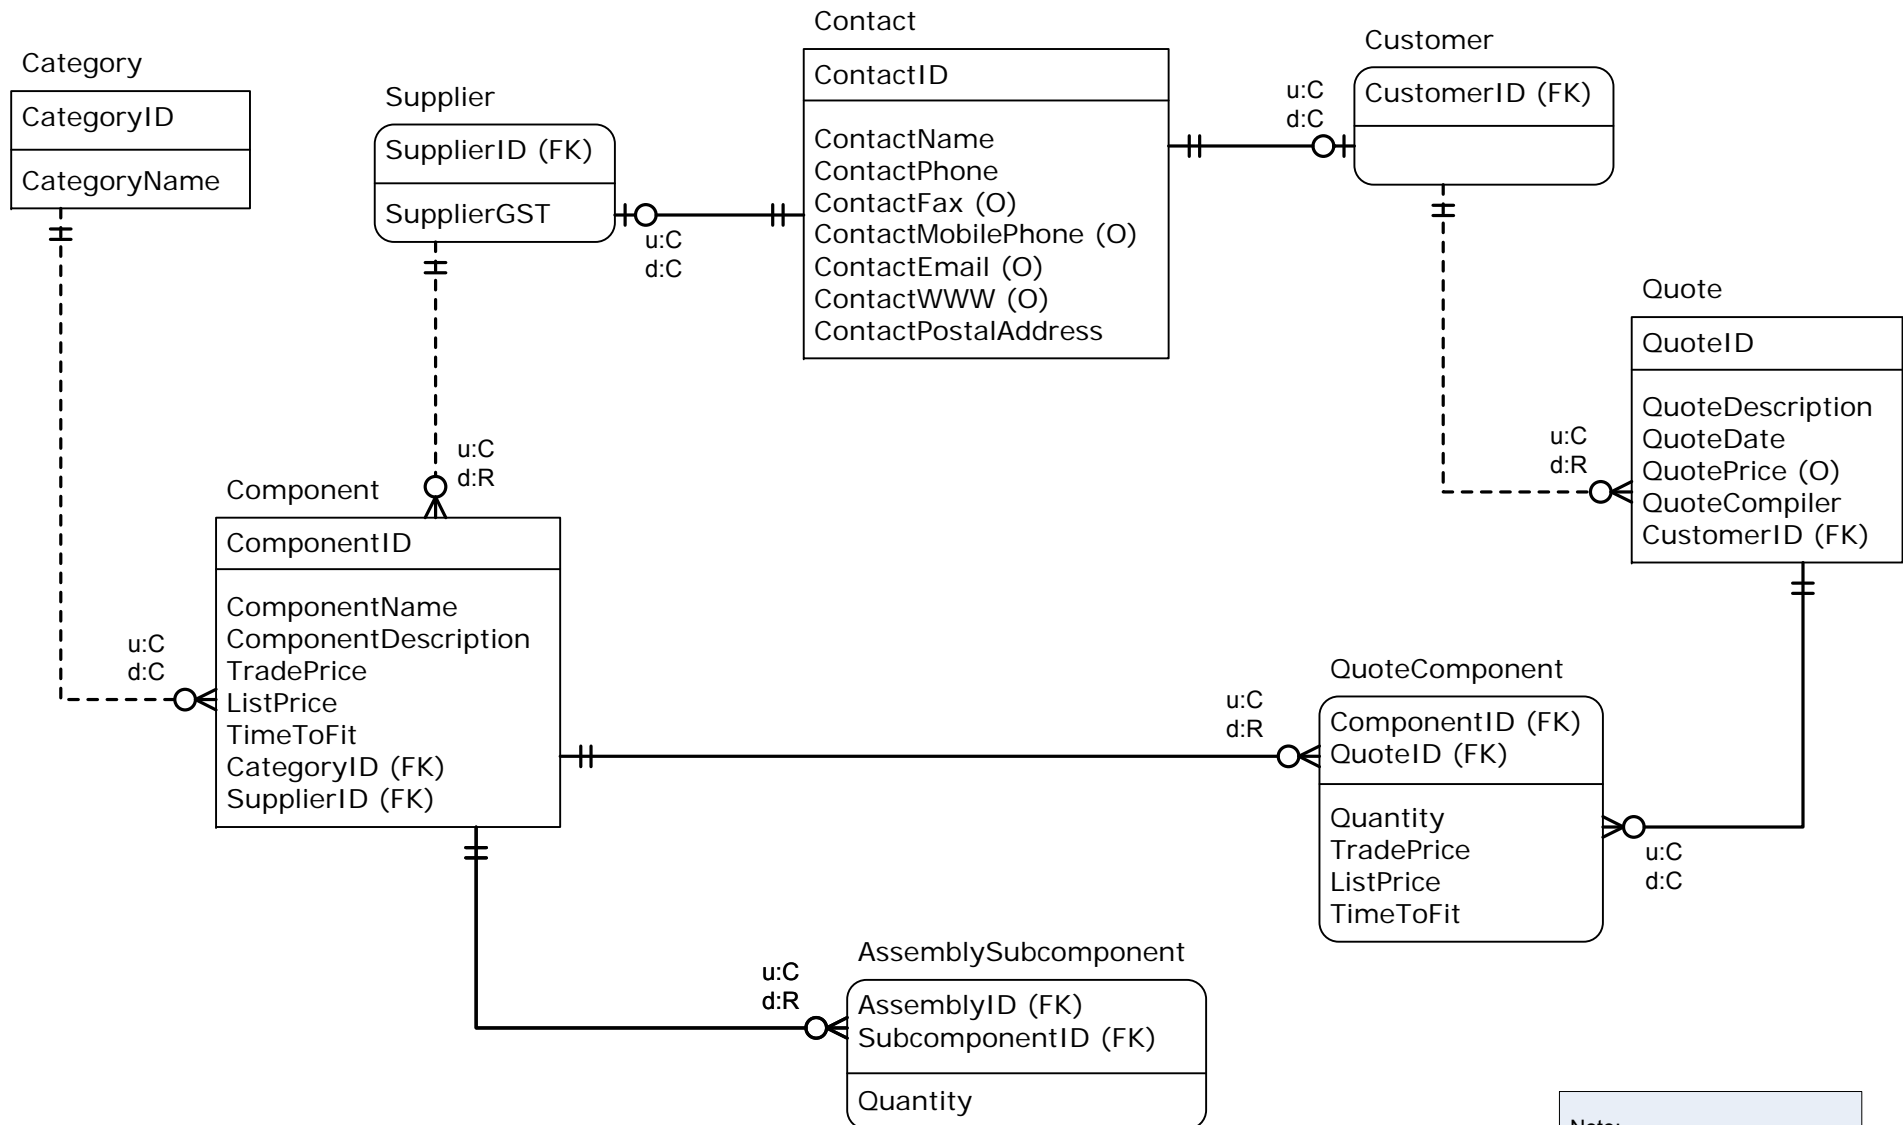 Contact
ContactID
ContactName
ContactPhone
ContactFax (O)
ContactMobilePhone (O)
ContactEmail (O)
ContactWWW (O)
ContactPostalAddress
Customer
CustomerID (FK)
u:C
d:C
Category
CategoryID
CategoryName
Supplier
SupplierID (FK)
SupplierGST
u:C
d:C
Quote
QuoteID
QuoteDescription
QuoteDate
QuotePrice (O)
QuoteCompiler
CustomerID (FK)
u:C
d:R
u:C
d:R
Component
ComponentID
ComponentName
ComponentDescription
TradePrice
ListPrice
TimeToFit
CategoryID (FK)
SupplierID (FK)
u:C
d:C
QuoteComponent
ComponentID (FK)
QuoteID (FK)
Quantity
TradePrice
ListPrice
TimeToFit
u:C
d:R
u:C
d:C
AssemblySubcomponent
AssemblyID (FK)
SubcomponentID (FK)
Quantity
u:C
d:R
Note: